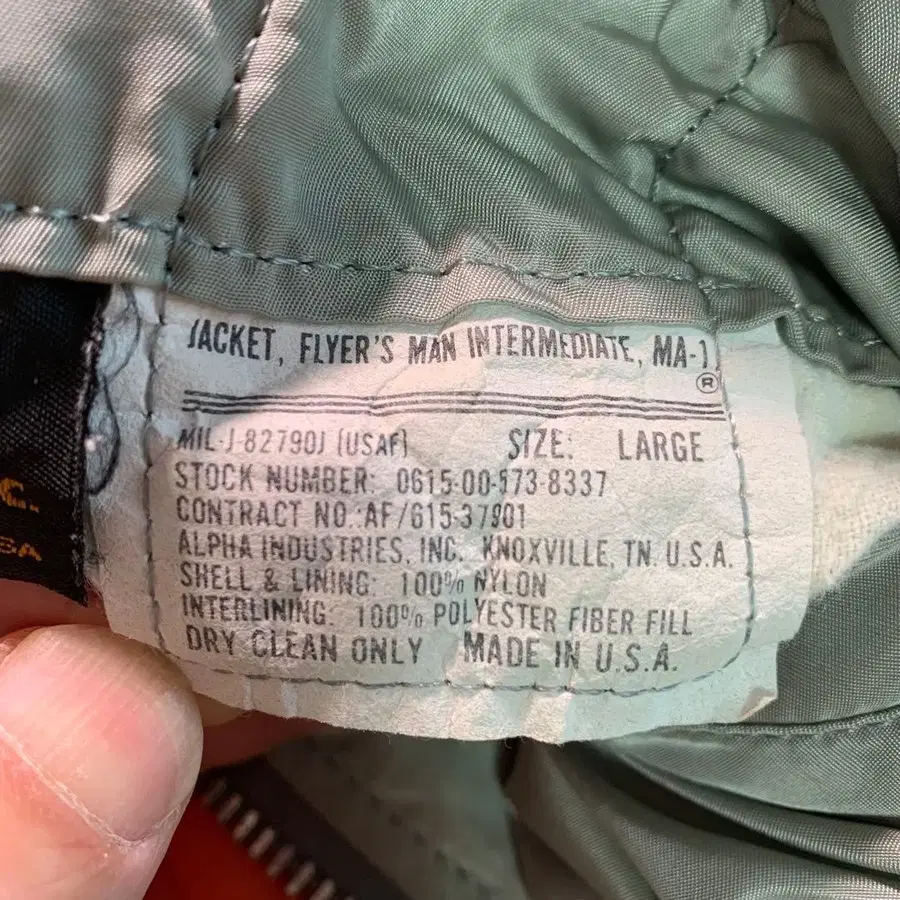 JACKET, FLYER'S MAN INTERMEDIATE, MA-1
®
MIL-J-82790J (USAF) SIZE: LARGE
STOCK NUMBER: 0615-00-573-8337
CONTRACT NO. AF/615-37901
ALPHA INDUSTRIES, INC. KNOXVILLE, TN. U.S.A.
SHELL & LINING: 100% NYLON
INTERLINING: 100% POLYESTER FIBER FILL
DRY CLEAN ONLY MADE IN U.S.A.